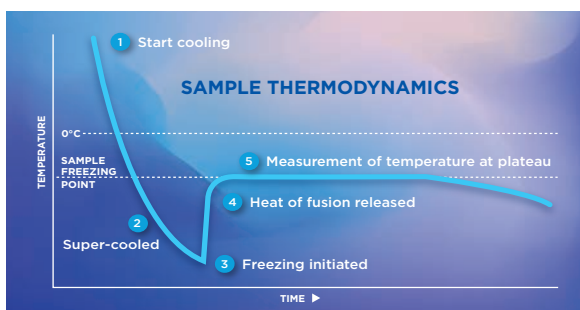 1 Start cooling
SAMPLE THERMODYNAMICS
TEMPERATURE
0°C
SAMPLE
FREEZING
POINT
5 Measurement of temperature at plateau
4 Heat of fusion released
2
Super-cooled
3 Freezing initiated
TIME ▶